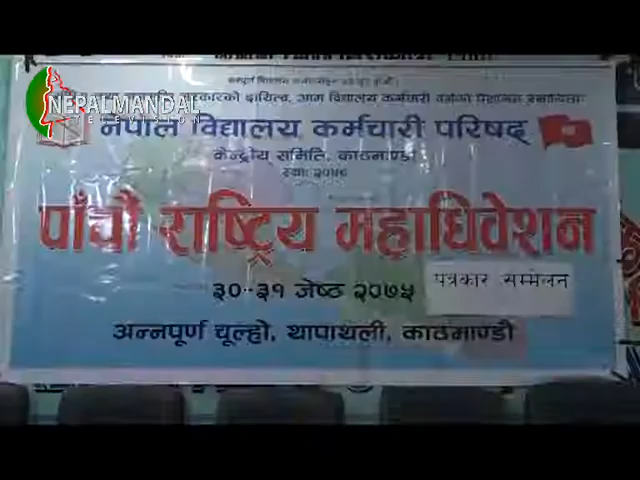 NEPALMANDAL
TELEVISION
नेपाल विद्यालय कर्मचारी परिषद्
केन्द्रीय समिति, काठमाण्डौ
पाँचौ राष्ट्रिय महाधिवेशन
३०-३१ जेष्ठ २०७५
पत्रकार सम्मेलन
अन्नपूर्ण चूल्हो, थापाथली, काठमाण्डौ